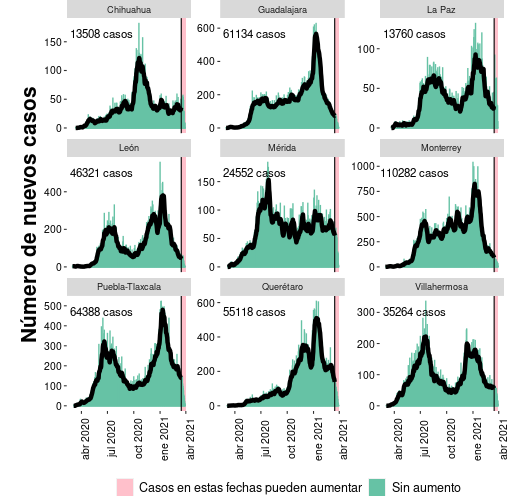 Número de nuevos casos
Chihuahua
13508 casos
150
100
50
0
Guadalajara
61134 casos
600
400
200
0
La Paz
13760 casos
100
50
0
León
46321 casos
400
200
0
Mérida
24552 casos
150
100
50
0
Monterrey
110282 casos
1000
750
500
250
0
Puebla-Tlaxcala
64388 casos
500
400
300
200
100
0
Querétaro
55118 casos
600
400
200
0
Villahermosa
35264 casos
300
200
100
0
abr 2020
jul 2020
oct 2020
ene 2021
abr 2021
abr 2020
jul 2020
oct 2020
ene 2021
abr 2021
abr 2020
jul 2020
oct 2020
ene 2021
abr 2021
Casos en estas fechas pueden aumentar
Sin aumento